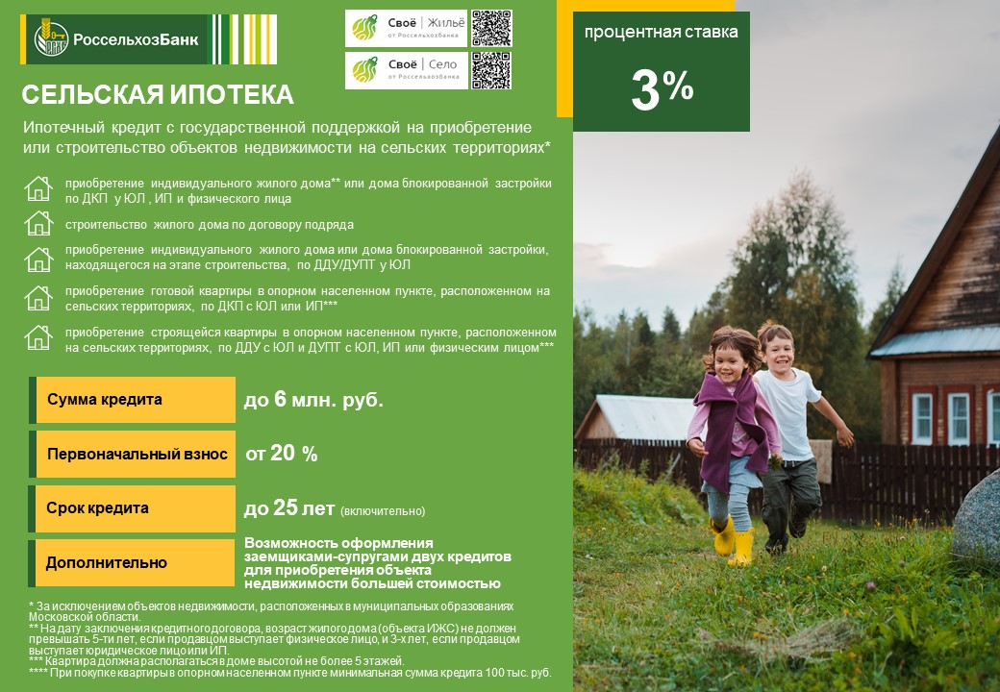 РоссельхозБанк
Своё | Жильё
от Россельхозбанка
Своё | Село
от Россельхозбанка
процентная ставка
3%
СЕЛЬСКАЯ ИПОТЕКА
Ипотечный кредит с государственной поддержкой на приобретение
или строительство объектов недвижимости на сельских территориях*
приобретение индивидуального жилого дома** или дома блокированной застройки
по ДКП у ЮЛ , ИП и физического лица
строительство жилого дома по договору подряда
приобретение индивидуального жилого дома или дома блокированной застройки,
находящегося на этапе строительства, по ДДУ/ДУПТ у ЮЛ
приобретение готовой квартиры в опорном населенном пункте, расположенном на
сельских территориях, по ДКП с ЮЛ или ИП***
приобретение строящейся квартиры в опорном населенном пункте, расположенном
на сельских территориях, по ДДУ с ЮЛ и ДУПТ с ЮЛ, ИП или физическим лицом***
Сумма кредита
до 6 млн. руб.
Первоначальный взнос
от 20 %
Срок кредита
до 25 лет (включительно)
Дополнительно
Возможность оформления
заемщиками-супругами двух кредитов
для приобретения объекта
недвижимости большей стоимостью
* За исключением объектов недвижимости, расположенных в муниципальных образованиях
Московской области.
** На дату заключения кредитного договора, возраст жилого дома (объекта ИЖС) не должен
превышать 5-ти лет, если продавцом выступает физическое лицо, и 3-х лет, если продавцом
выступает юридическое лицо или ИП.
*** Квартира должна располагаться в доме высотой не более 5 этажей.
**** При покупке квартиры в опорном населенном пункте минимальная сумма кредита 100 тыс. руб.